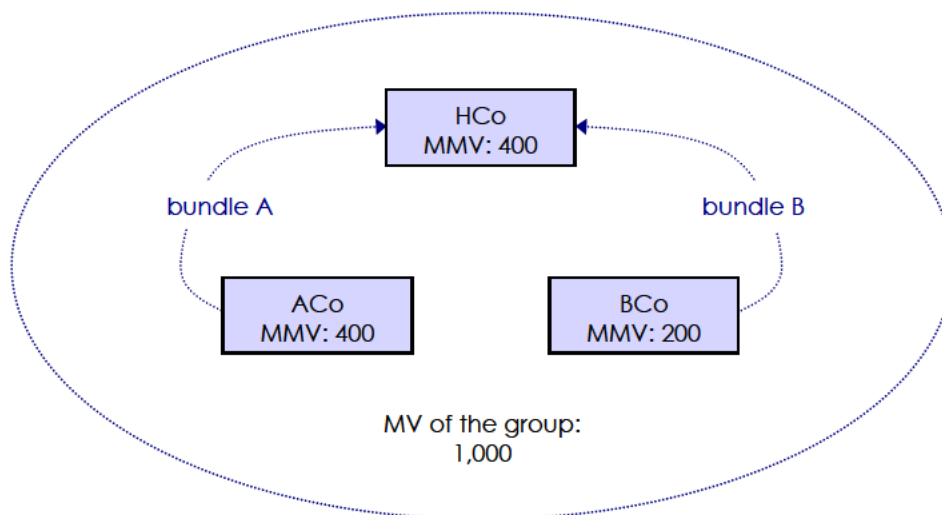 HCo
MMV: 400
bundle A
bundle B
ACo
MMV: 400
BCo
MMV: 200
MV of the group:
1,000